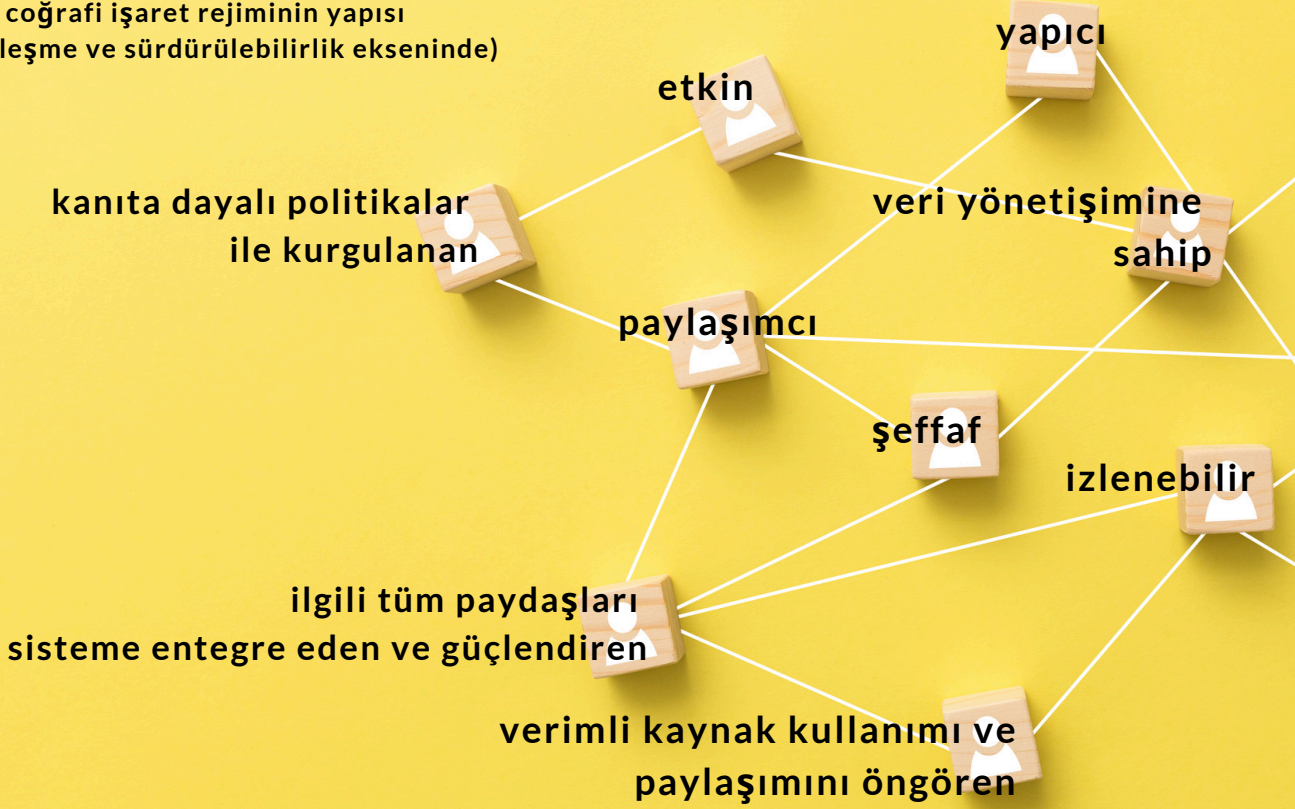 coğrafi işaret rejiminin yapısı
leşme ve sürdürülebilirlik ekseninde)
yapıcı
etkin
kanıta dayalı politikalar
ile kurgulanan
veri yönetişimine
sahip
paylaşımcı
şeffaf
izlenebilir
ilgili tüm paydaşları
sisteme entegre eden ve güçlendiren
verimli kaynak kullanımı ve
paylaşımını öngören